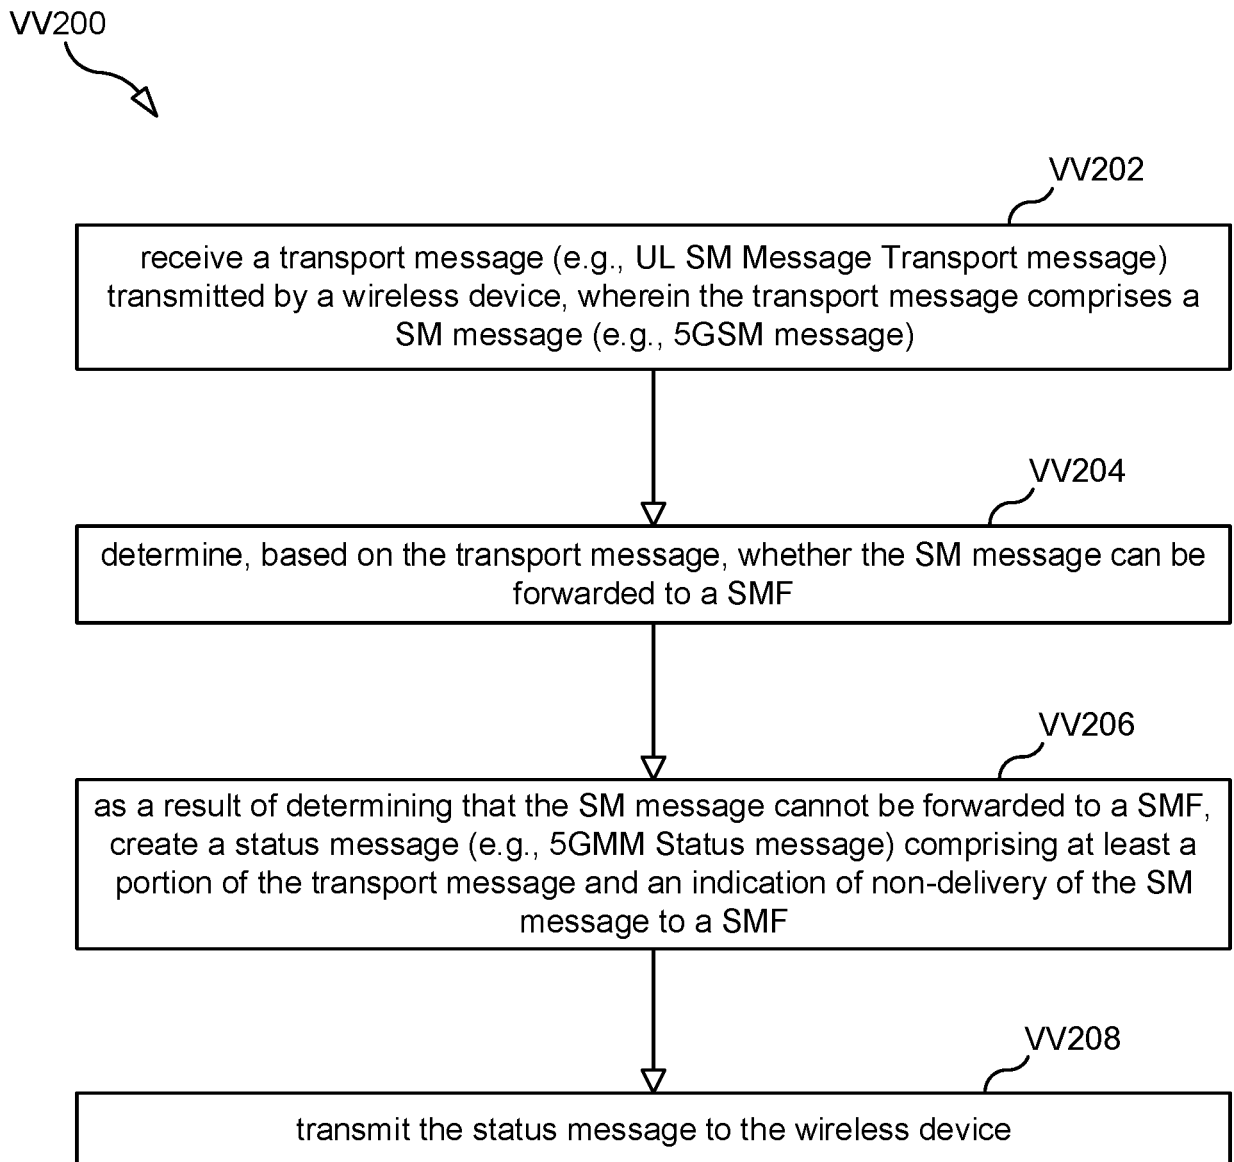 VV200
VV202
receive a transport message (e.g., UL SM Message Transport message)
transmitted by a wireless device, wherein the transport message comprises a
SM message (e.g., 5GSM message)
VV204
determine, based on the transport message, whether the SM message can be
forwarded to a SMF
VV206
as a result of determining that the SM message cannot be forwarded to a SMF,
create a status message (e.g., 5GMM Status message) comprising at least a
portion of the transport message and an indication of non-delivery of the SM
message to a SMF
VV208
transmit the status message to the wireless device